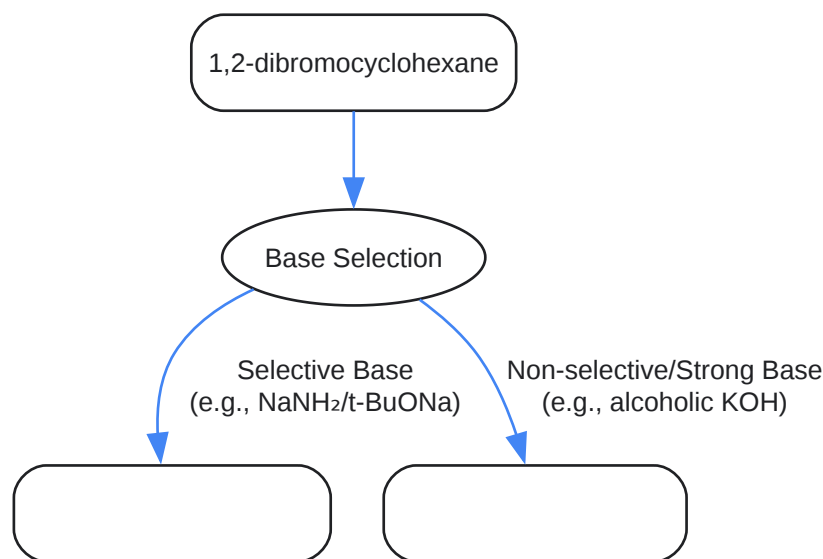 1,2-dibromocyclohexane
Base Selection
Selective Base
(e.g., NaNH₂/t-BuONa)
Non-selective/Strong Base
(e.g., alcoholic KOH)